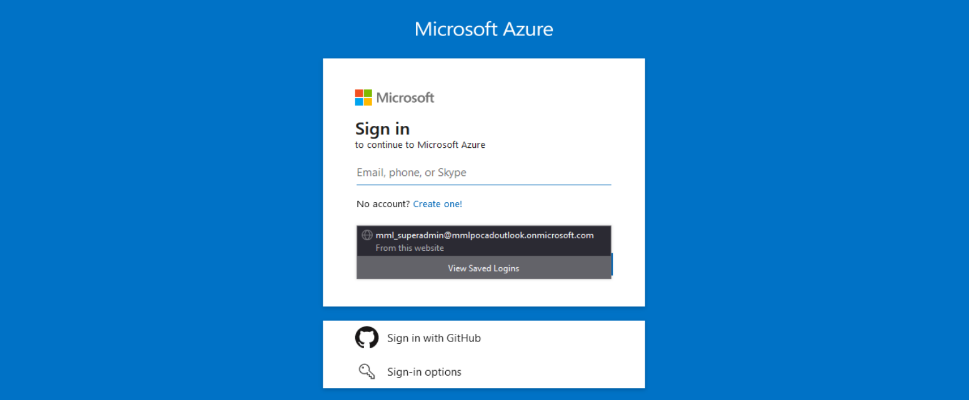 Microsoft Azure
Microsoft
Sign in
to continue to Microsoft Azure
Email, phone, or Skype
No account? Create one!
mml_superadmin@mmlpocadoutlook.onmicrosoft.com
From this website
View Saved Logins
Sign in with GitHub
Sign-in options